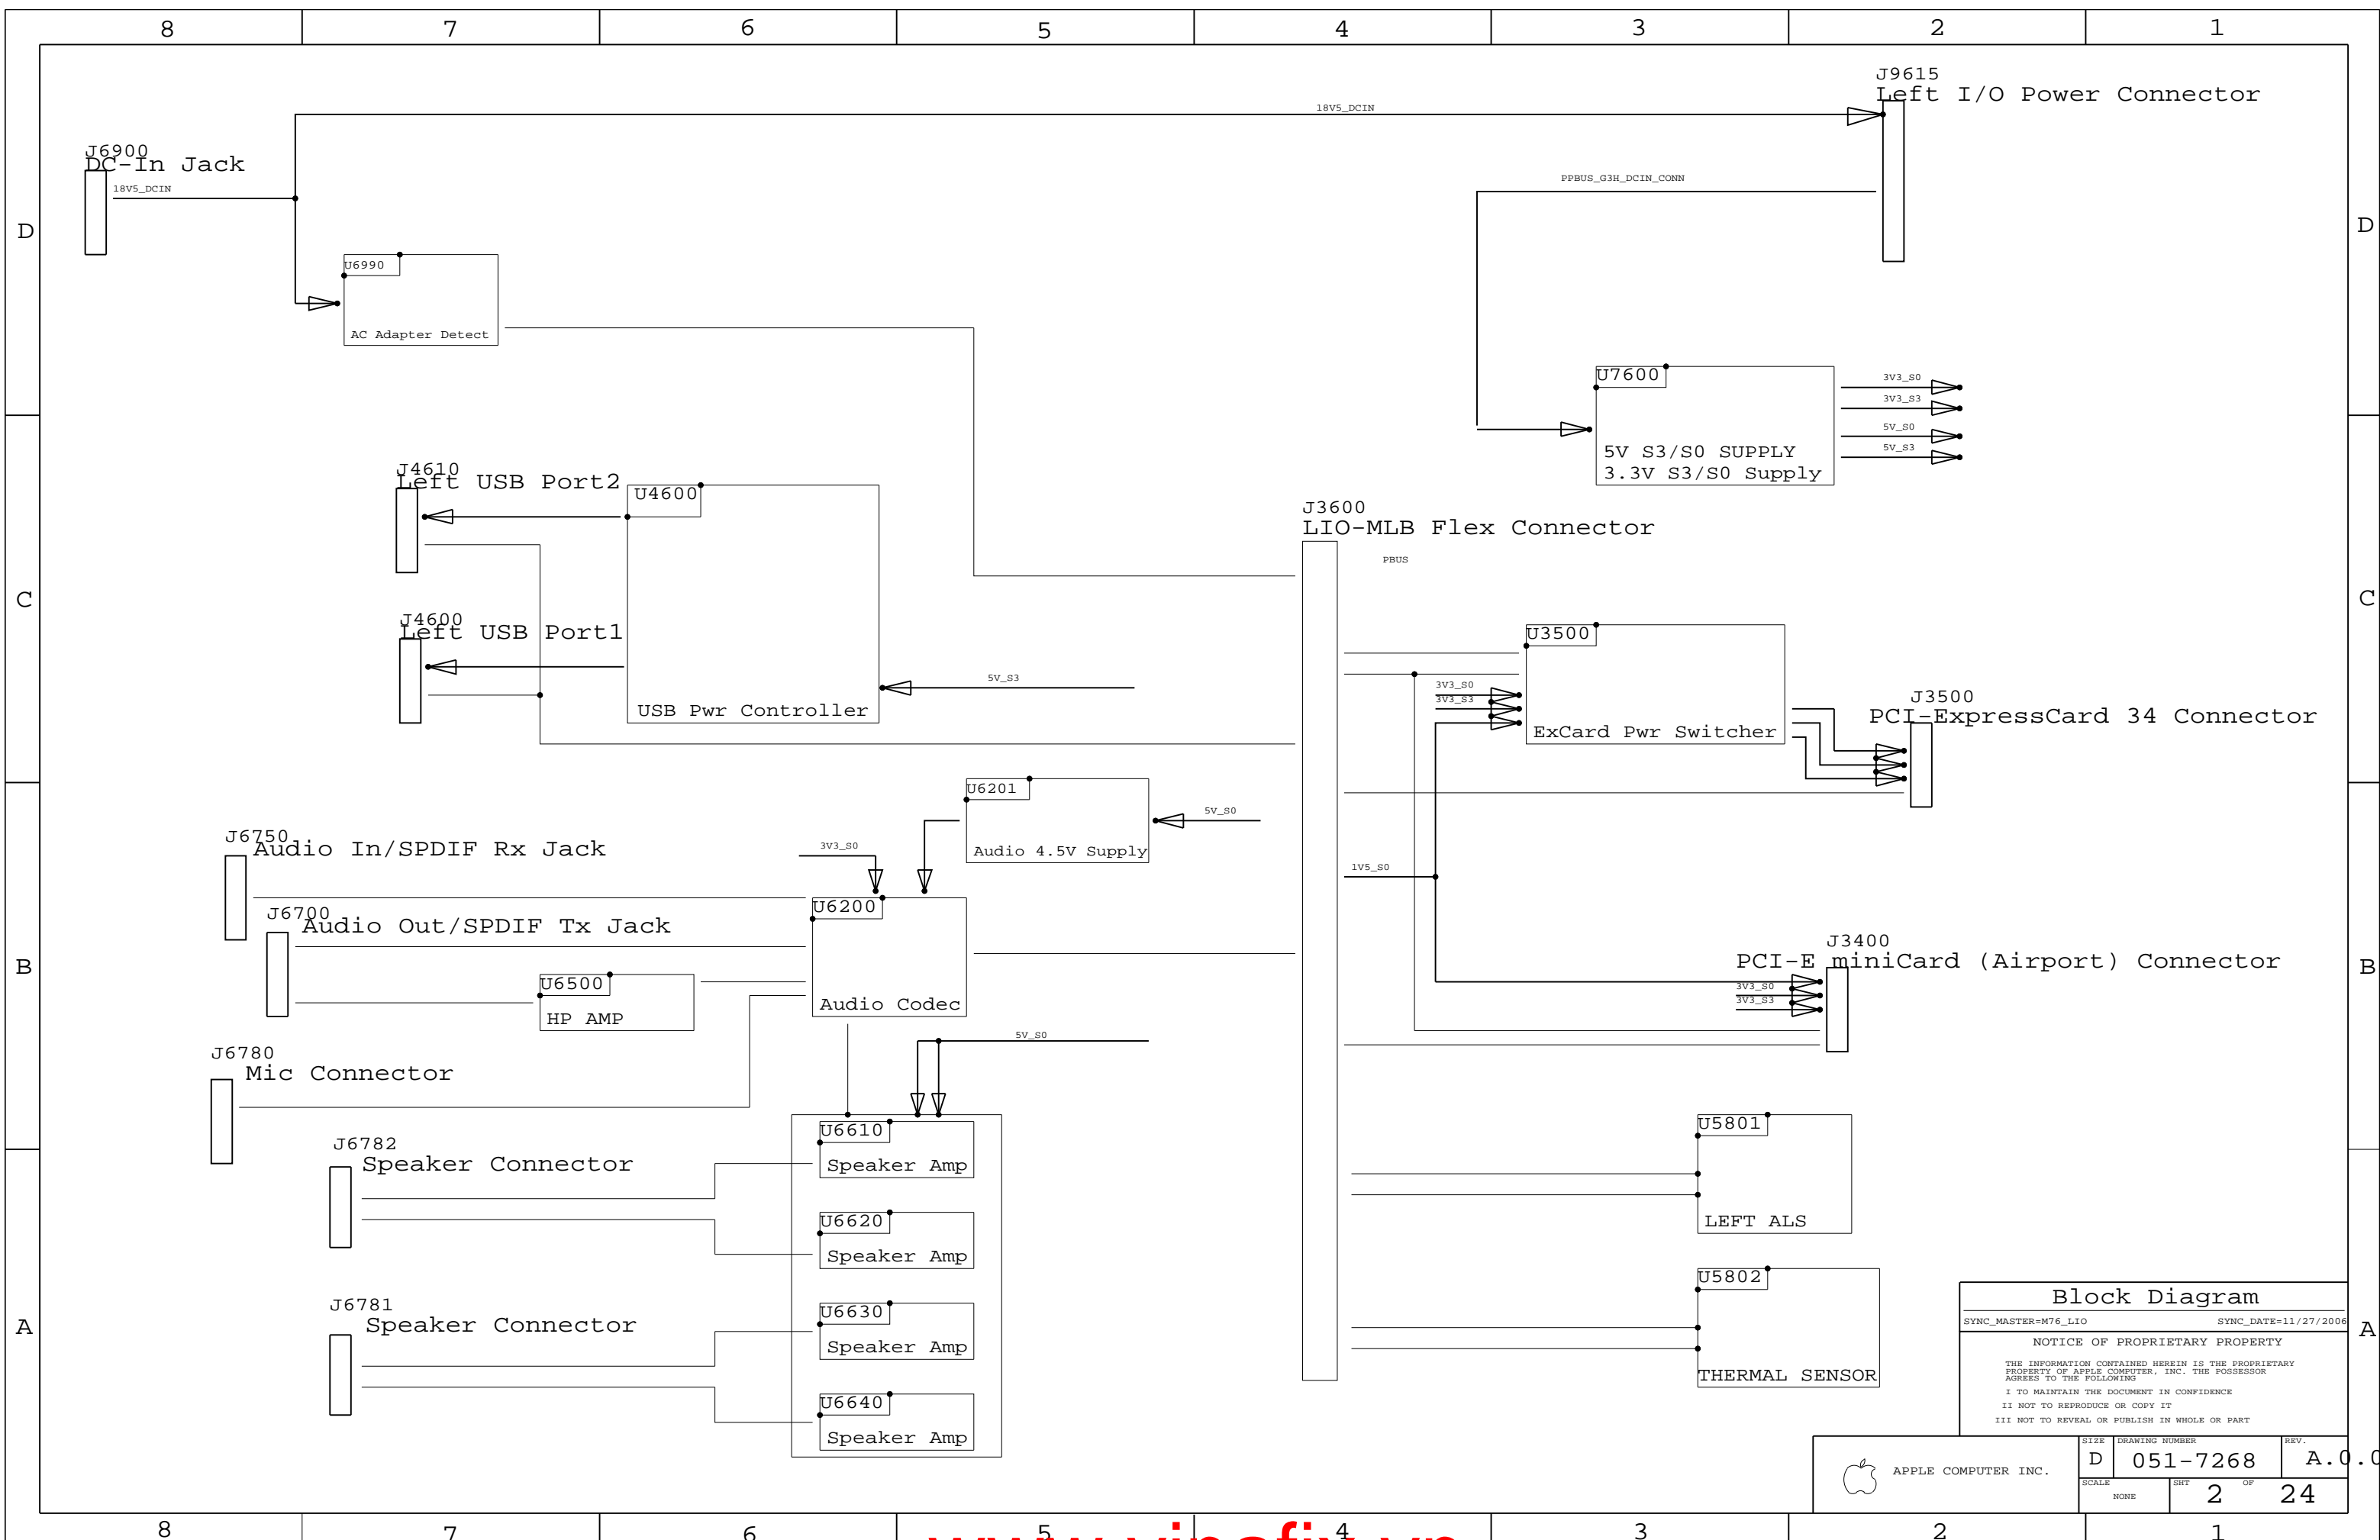 8 7 6 5 4 3 2 1
J9615
Left I/O Power Connector
18V5_DCIN
J6900
DC-In Jack
18V5_DCIN
PPBUS_G3H_DCIN_CONN
D D
U6990
AC Adapter Detect
U7600
5V S3/S0 SUPPLY
3.3V S3/S0 Supply
3V3_S0
3V3_S3
5V_S0
5V_S3
J4610
Left USB Port2
U4600
USB Pwr Controller
J3600
LIO-MLB Flex Connector
PBUS
C C
J4600
Left USB Port1
5V_S3
U3500
ExCard Pwr Switcher
3V3_S0
3V3_S3
J3500
PCI-ExpressCard 34 Connector
U6201
Audio 4.5V Supply
5V_S0
J6750
Audio In/SPDIF Rx Jack
3V3_S0
1V5_S0
J6700
Audio Out/SPDIF Tx Jack
U6200
Audio Codec
J3400
PCI-E miniCard (Airport) Connector
3V3_S0
3V3_S3
B B
U6500
HP AMP
5V_S0
J6780
Mic Connector
U6610
Speaker Amp
U5801
LEFT ALS
J6782
Speaker Connector
U6620
Speaker Amp
U5802
THERMAL SENSOR
J6781
Speaker Connector
U6630
Speaker Amp
U6640
Speaker Amp
A A
Block Diagram
SYNC_MASTER=M76_LIO SYNC_DATE=11/27/2006
NOTICE OF PROPRIETARY PROPERTY
THE INFORMATION CONTAINED HEREIN IS THE PROPRIETARY
PROPERTY OF APPLE COMPUTER, INC. THE POSSESSOR
AGREES TO THE FOLLOWING
I TO MAINTAIN THE DOCUMENT IN CONFIDENCE
II NOT TO REPRODUCE OR COPY IT
III NOT TO REVEAL OR PUBLISH IN WHOLE OR PART
APPLE COMPUTER INC.
SIZE DRAWING NUMBER REV.
D 051-7268 A.0.0
SCALE SHT OF
NONE 2 24
8 7 6 5 4 3 2 1
www.vinafix.vn